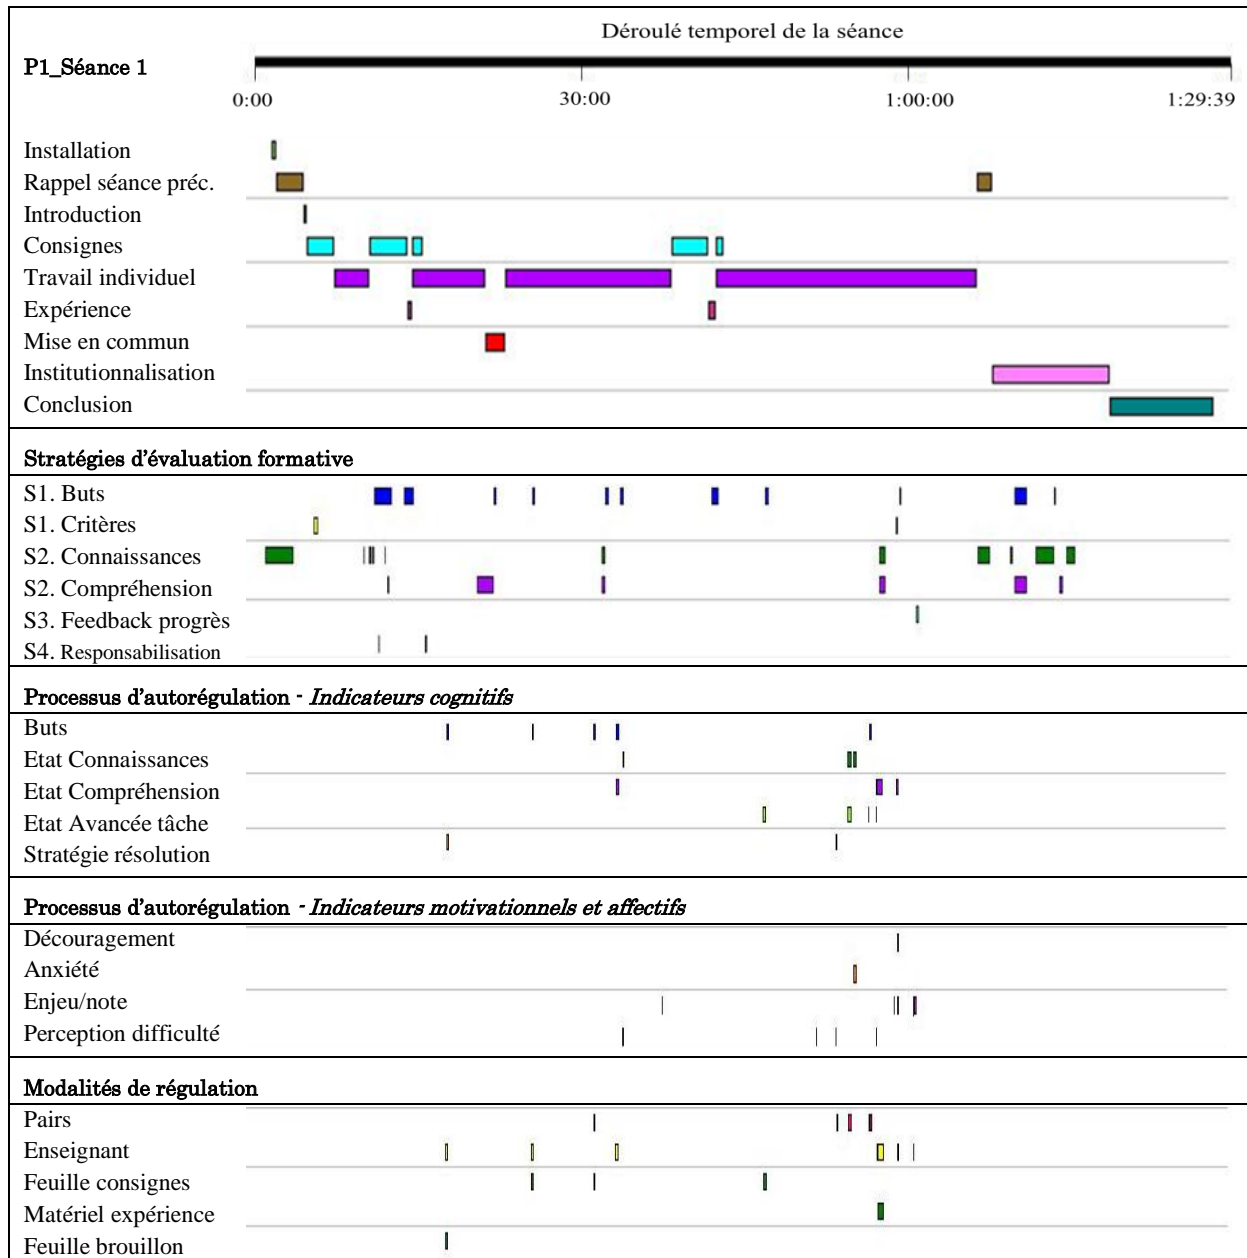 Déroulé temporel de la séance
P1_Séance 1
0:00 30:00 1:00:00 1:29:39
Installation
Rappel séance préc.
Introduction
Consignes
Travail individuel
Expérience
Mise en commun
Institutionnalisation
Conclusion
Stratégies d'évaluation formative
S1. Buts
S1. Critères
S2. Connaissances
S2. Compréhension
S3. Feedback progrès
S4. Responsabilisation
Processus d'autorégulation - Indicateurs cognitifs
Buts
Etat Connaissances
Etat Compréhension
Etat Avancée tâche
Stratégie résolution
Processus d'autorégulation - Indicateurs motivationnels et affectifs
Découragement
Anxiété
Enjeu/note
Perception difficulté
Modalités de régulation
Pairs
Enseignant
Feuille consignes
Matériel expérience
Feuille brouillon